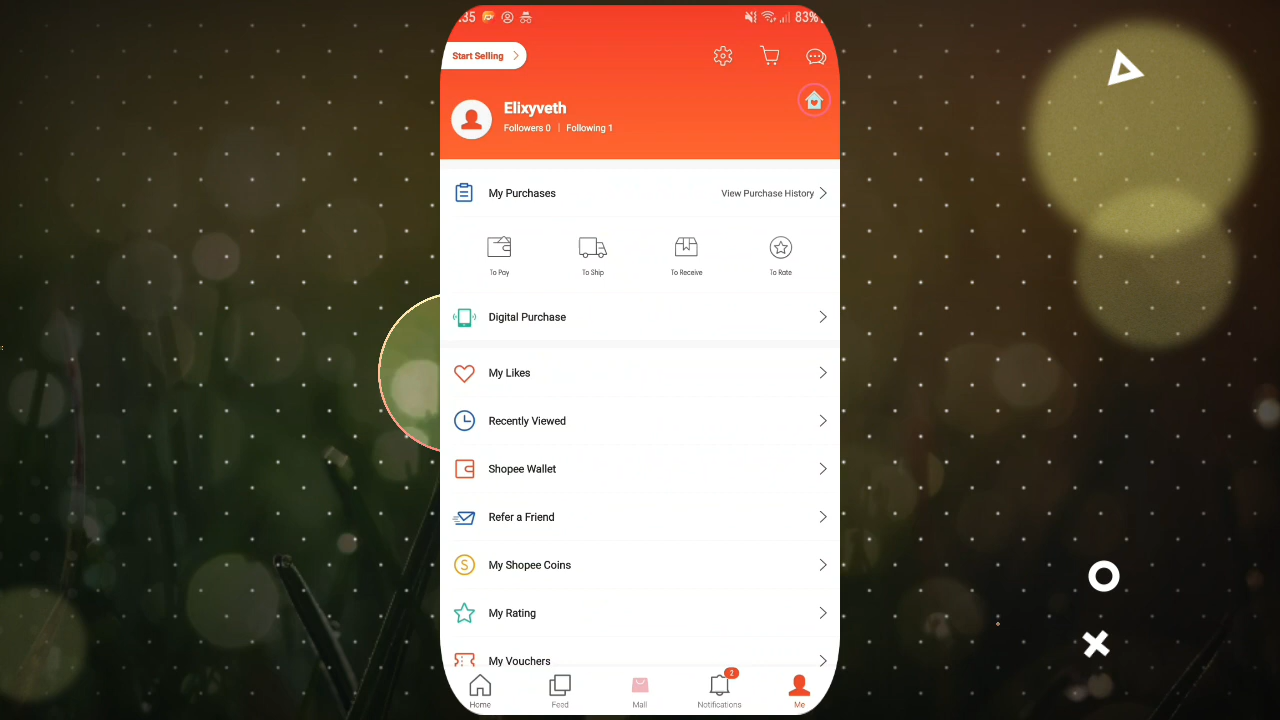 :35 83%
Start Selling
Elixyveth
Followers 0 | Following 1
My Purchases View Purchase History
To Pay To Ship To Receive To Rate
Digital Purchase
My Likes
Recently Viewed
Shopee Wallet
Refer a Friend
My Shopee Coins
My Rating
My Vouchers
2
Home Feed Mall Notifications Me